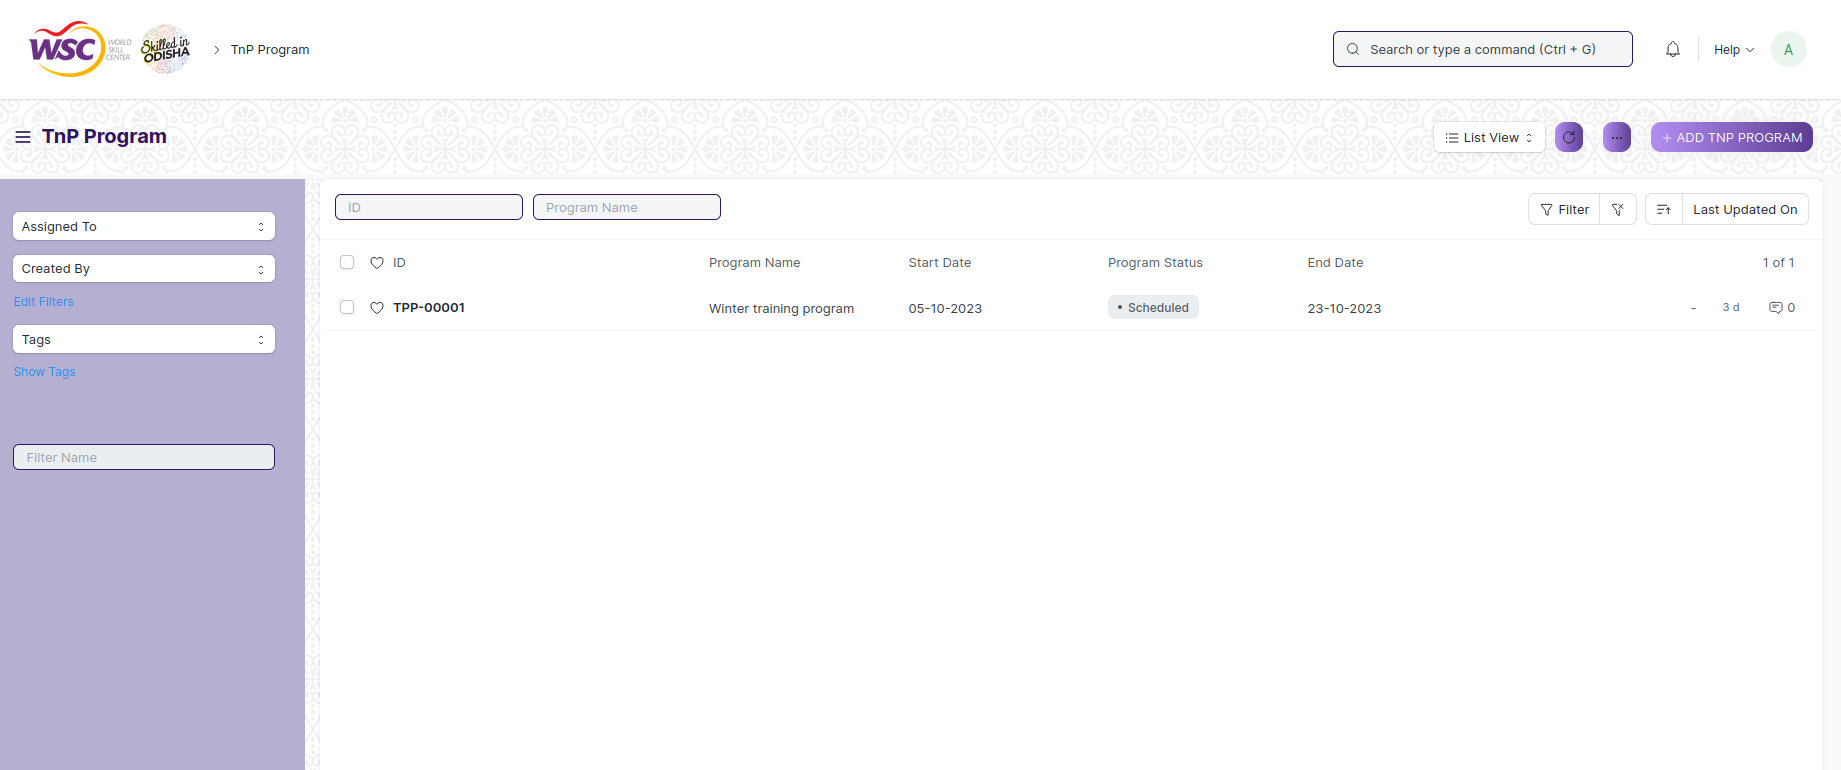 WSC WORLD SKILL CENTER Skilled in ODISHA > TnP Program
Search or type a command (Ctrl + G)
Help
A
TnP Program
List View
+ ADD TNP PROGRAM
Assigned To
Created By
Edit Filters
Tags
Show Tags
Filter Name
ID
Program Name
Filter
Last Updated On
ID Program Name Start Date Program Status End Date 1 of 1
TPP-00001 Winter training program 05-10-2023 • Scheduled 23-10-2023 - 3 d 0